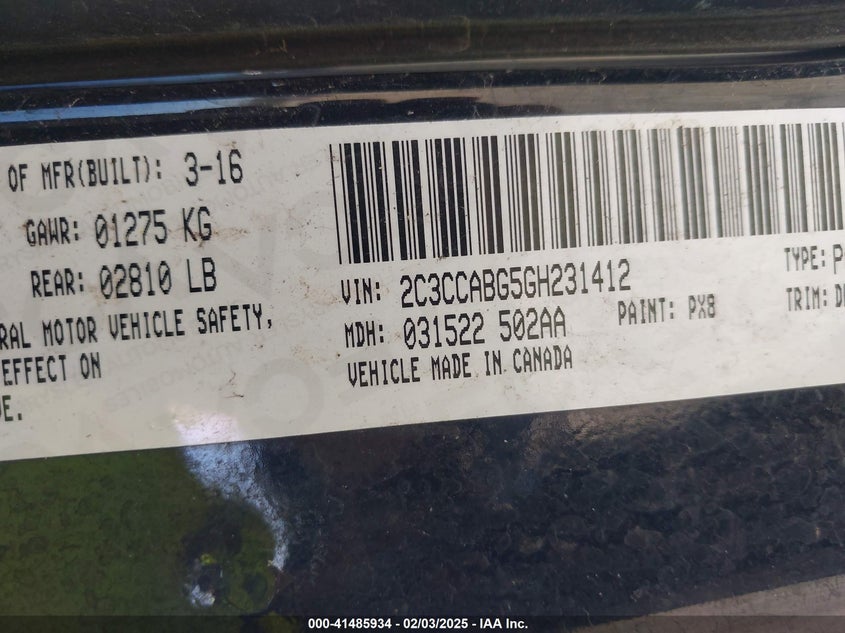 OF MFR(BUILT): 3-16
GAWR: 01275 KG
REAR: 02810 LB
MOTOR VEHICLE SAFETY,
EFFECT ON
VIN: 2C3CCABG5GH231412
TYPE:
MDH: 031522 502AA
PAINT: PX8
TRIM:
VEHICLE MADE IN CANADA
000-41485934 - 02/03/2025 - IAA Inc.